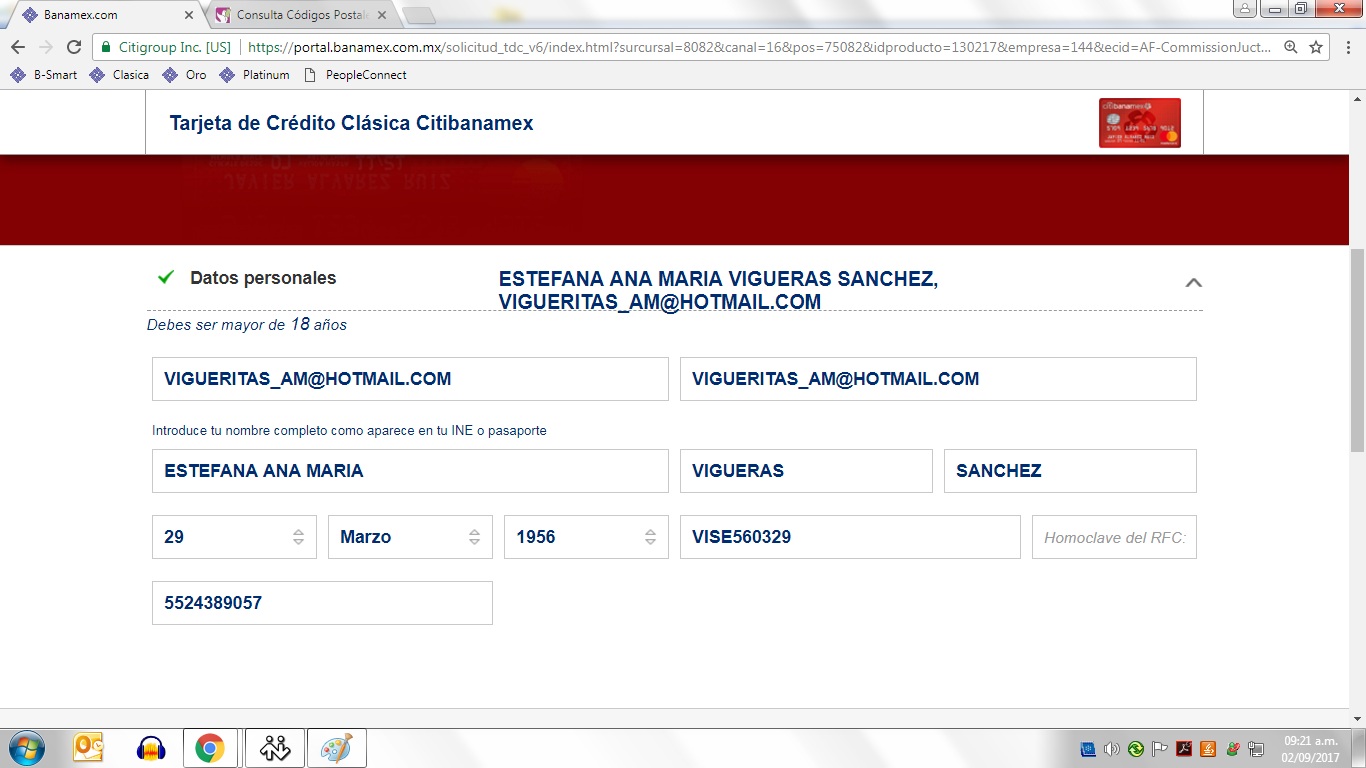 Banamex.com
Consulta Códigos Postale
Citigroup Inc. [US] https://portal.banamex.com.mx/solicitud_tdc_v6/index.html?surcursal=8082&canal=16&pos=75082&idproducto=130217&empresa=144&ecid=AF-CommissionJuct...
B-Smart Clasica Oro Platinum PeopleConnect
Tarjeta de Crédito Clásica Citibanamex
citibanamex
JAVIER ALVAREZ RUIZ
Datos personales
ESTEFANA ANA MARIA VIGUERAS SANCHEZ,
VIGUERITAS_AM@HOTMAIL.COM
Debes ser mayor de 18 años
VIGUERITAS_AM@HOTMAIL.COM VIGUERITAS_AM@HOTMAIL.COM
Introduce tu nombre completo como aparece en tu INE o pasaporte
ESTEFANA ANA MARIA VIGUERAS SANCHEZ
29 Marzo 1956 VISE560329 Homoclave del RFC:
5524389057
09:21 a.m.
02/09/2017